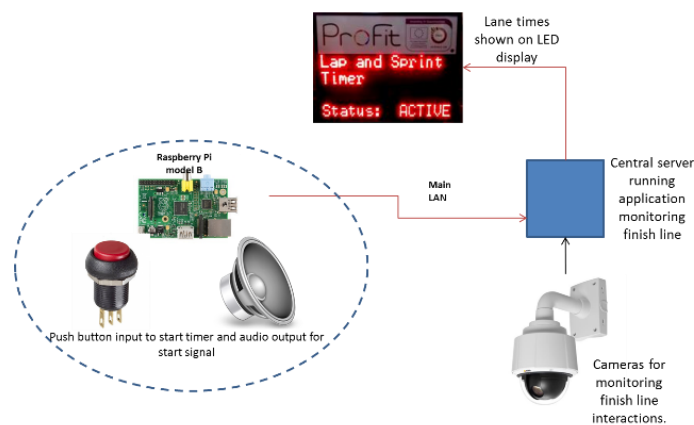 ProFit
Lap and Sprint
Timer
Status: ACTIVE
Lane times
shown on LED
display
Raspberry Pi
model B
Main
LAN
Central server
running
application
monitoring
finish line
Push button input to start timer and audio output for
start signal
Cameras for
monitoring
finish line
interactions.